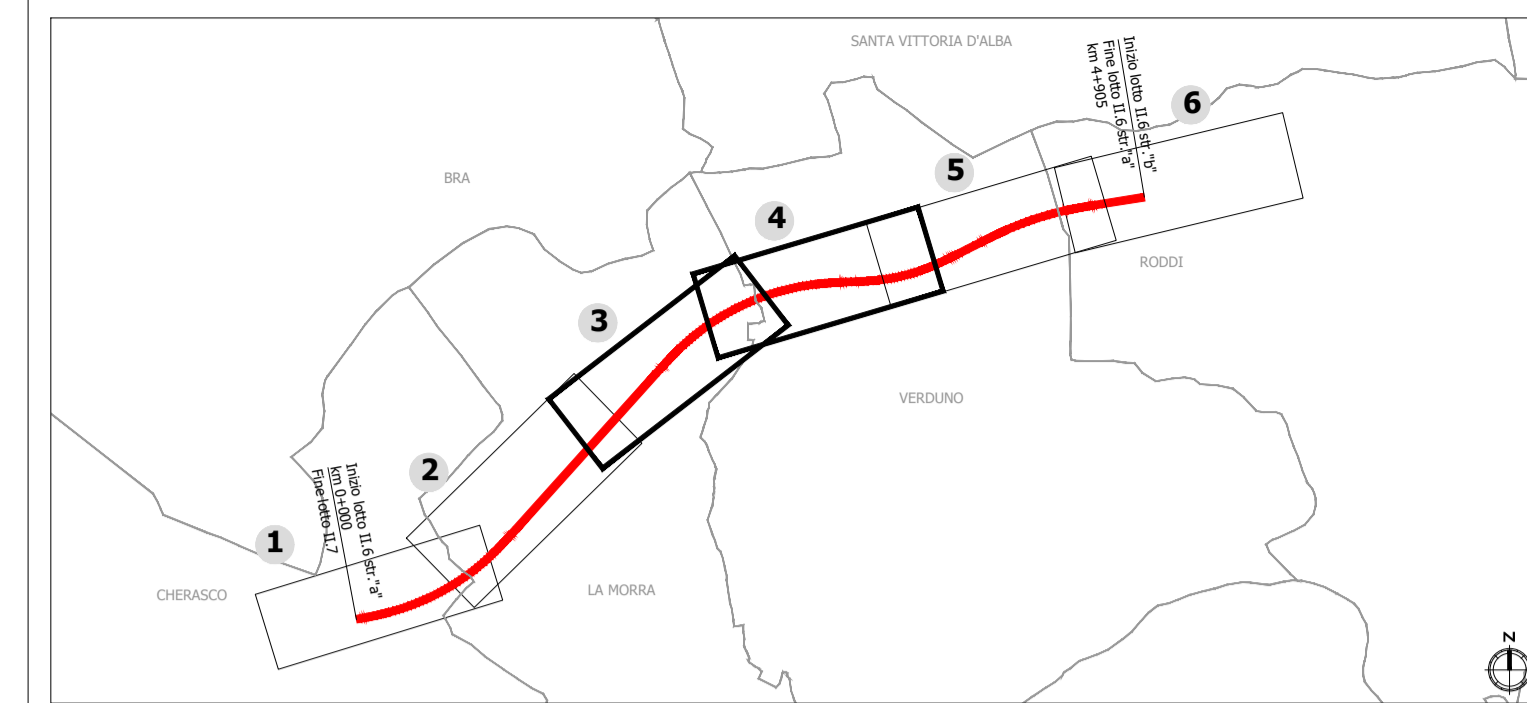 SANTA VITTORIA D'ALBA
Inizio lotto II.6 str."b"
Fine lotto II.6 str."a"
km 4+905
6
5
BRA
4
RODDI
3
VERDUNO
2
Inizio lotto II.6 str."a"
km 0+000
Fine lotto II.7
1
CHERASCO
LA MORRA
N